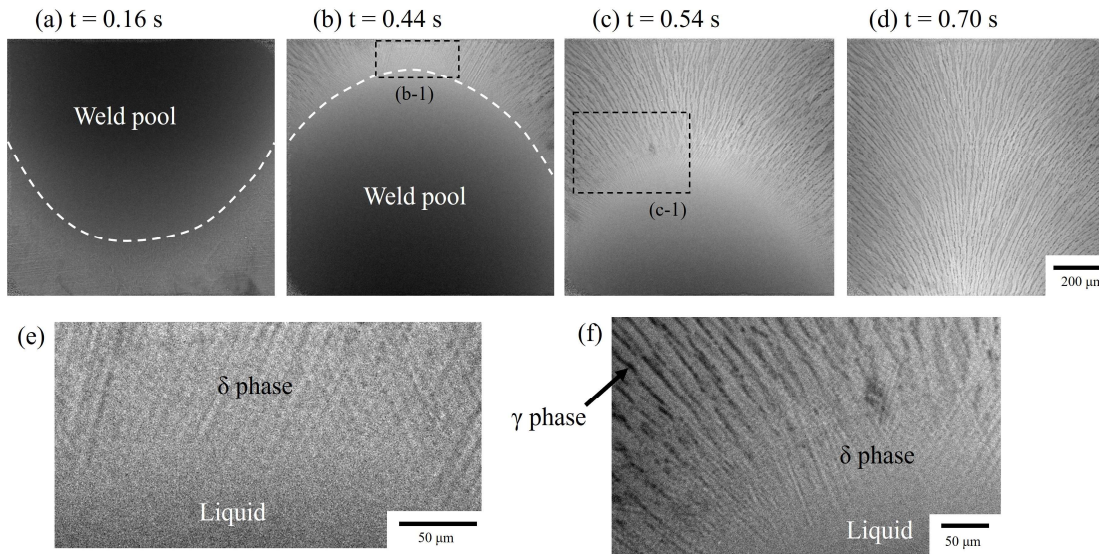 (a) t = 0.16 s
(b) t = 0.44 s
(c) t = 0.54 s
(d) t = 0.70 s
Weld pool
(b-1)
Weld pool
(c-1)
200 μm
(e)
δ phase
Liquid
50 μm
(f)
γ phase
δ phase
Liquid
50 μm